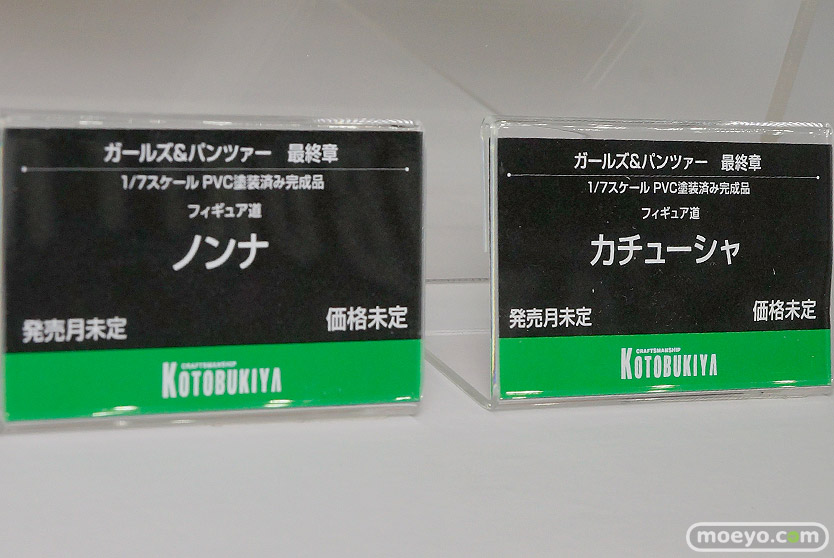 ガールズ&パンツァー 最終章
1/7スケール PVC塗装済み完成品
フィギュア道
ノンナ
発売月未定
価格未定
CRAFTSMANSHIP
KOTOBUKIYA
ガールズ&パンツァー 最終章
1/7スケール PVC塗装済み完成品
フィギュア道
カチューシャ
発売月未定
価格未定
CRAFTSMANSHIP
KOTOBUKIYA
moeyo.com